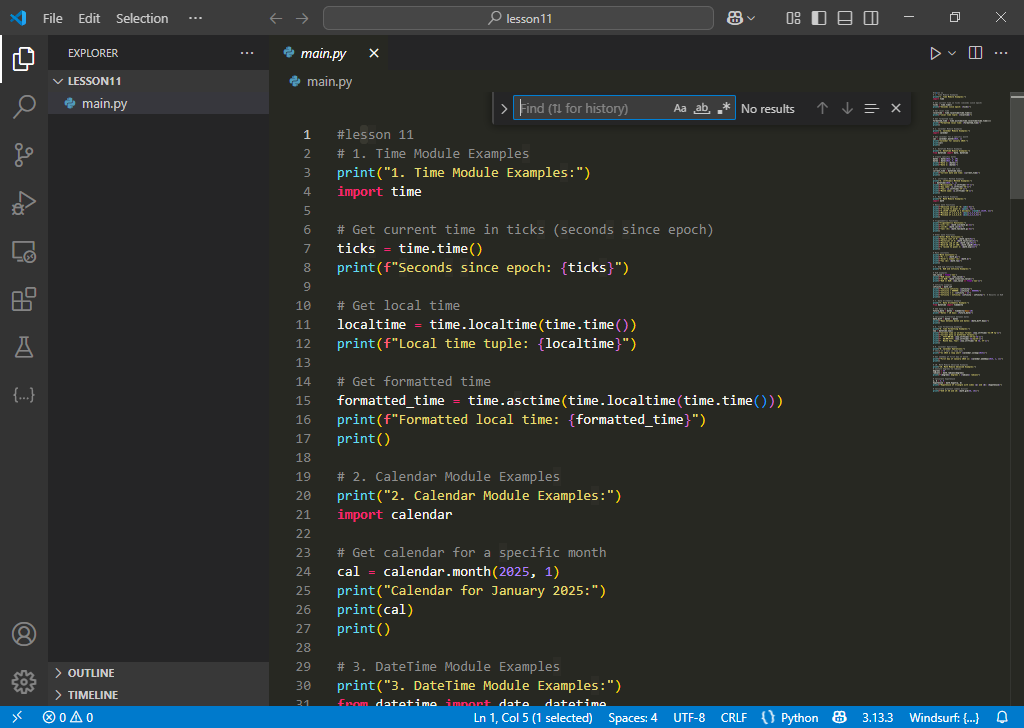 File Edit Selection ···
lesson11
EXPLORER
LESSON11
main.py
main.py
main.py
Find (⇅ for history)
Aa ab .*
No results
1 #lesson 11
2 # 1. Time Module Examples
3 print("1. Time Module Examples:")
4 import time
5
6 # Get current time in ticks (seconds since epoch)
7 ticks = time.time()
8 print(f"Seconds since epoch: {ticks}")
9
10 # Get local time
11 localtime = time.localtime(time.time())
12 print(f"Local time tuple: {localtime}")
13
14 # Get formatted time
15 formatted_time = time.asctime(time.localtime(time.time()))
16 print(f"Formatted local time: {formatted_time}")
17 print()
18
19 # 2. Calendar Module Examples
20 print("2. Calendar Module Examples:")
21 import calendar
22
23 # Get calendar for a specific month
24 cal = calendar.month(2025, 1)
25 print("Calendar for January 2025:")
26 print(cal)
27 print()
28
29 # 3. DateTime Module Examples
30 print("3. DateTime Module Examples:")
31 from datetime import date, datetime
OUTLINE
TIMELINE
0 0
Ln 1, Col 5 (1 selected) Spaces: 4 UTF-8 CRLF Python 3.13.3 Windsurf: {...}